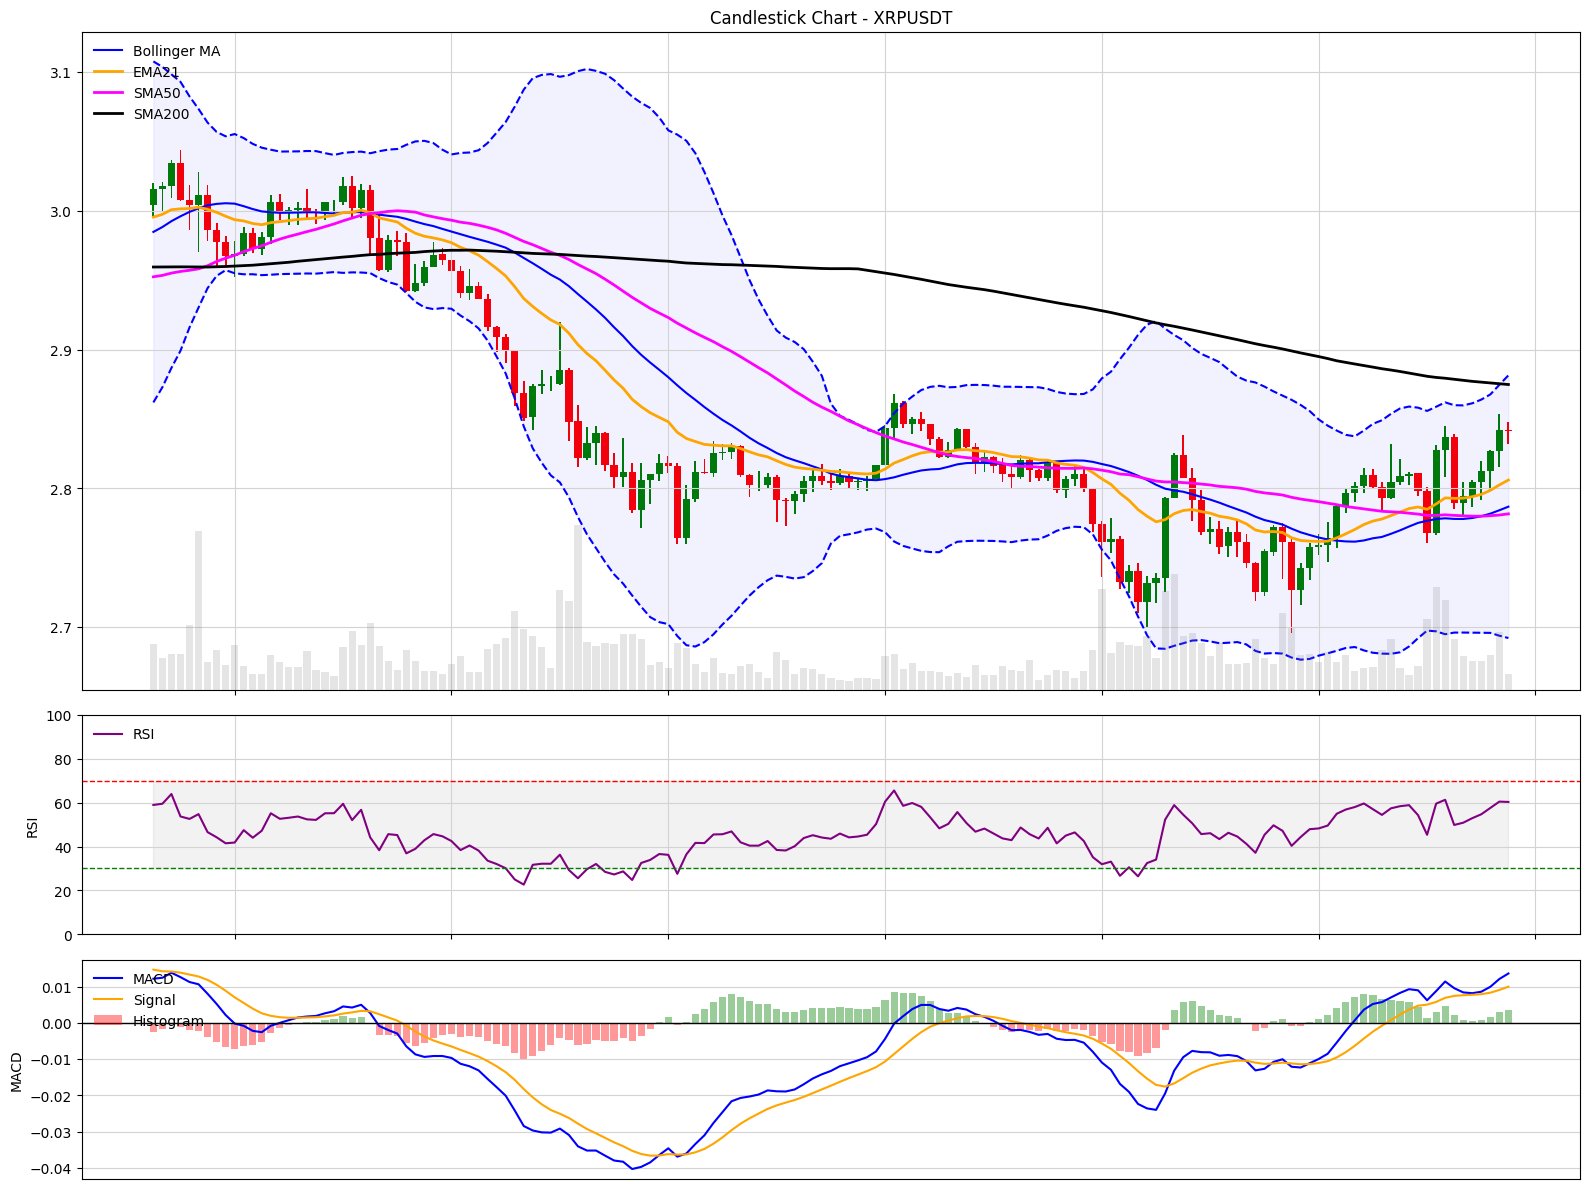 Candlestick Chart - XRPUSDT
Bollinger MA
EMA21
SMA50
SMA200
3.1
3.0
2.9
2.8
2.7
RSI
100
80
60
40
20
0
RSI
MACD
Signal
Histogram
0.01
0.00
−0.01
−0.02
−0.03
−0.04
MACD